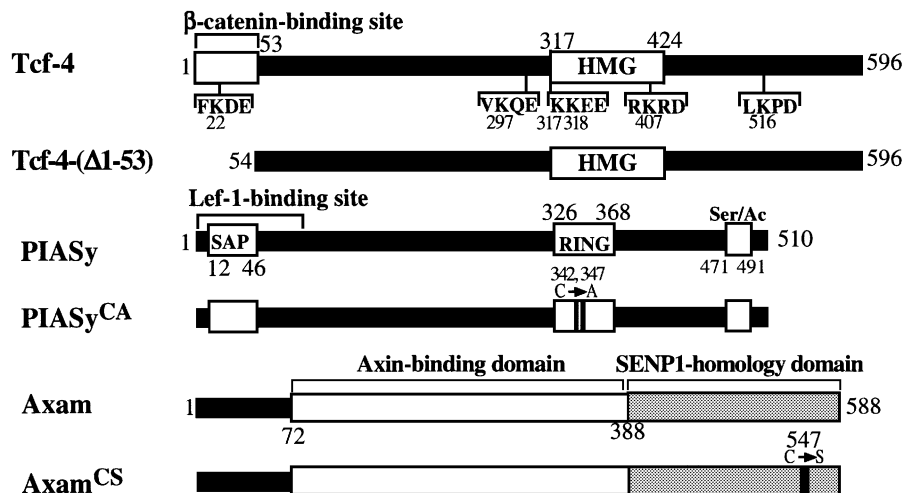 β-catenin-binding site
Tcf-4 1 53 317 424 596
HMG
FKDE VKQE KKEE RKRD LKPD
22 297 317 318 407 516
Tcf-4-(Δ1-53) 54 HMG 596
Lef-1-binding site
326 368 Ser/Ac
PIASy 1 SAP RING 510
12 46 471 491
342, 347
C→A
PIASyCA
Axin-binding domain SENP1-homology domain
Axam 1 588
72 388 547
C→S
AxamCS